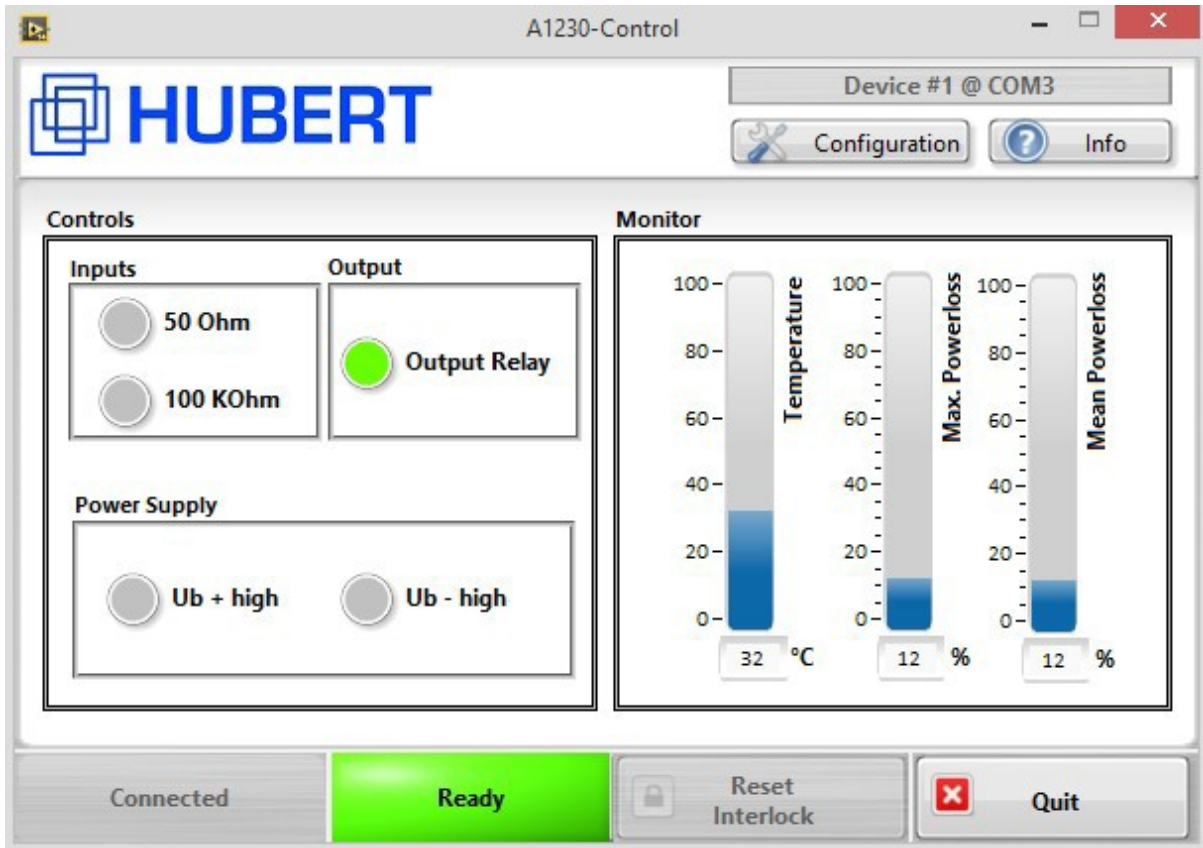 A1230-Control
HUBERT
Device #1 @ COM3
Configuration
Info
Controls
Inputs
50 Ohm
100 KOhm
Output
Output Relay
Power Supply
Ub + high
Ub - high
Monitor
100
80
60
40
20
0
Temperature
32 °C
100
80
60
40
20
0
Max. Powerloss
12 %
100
80
60
40
20
0
Mean Powerloss
12 %
Connected
Ready
Reset
Interlock
Quit